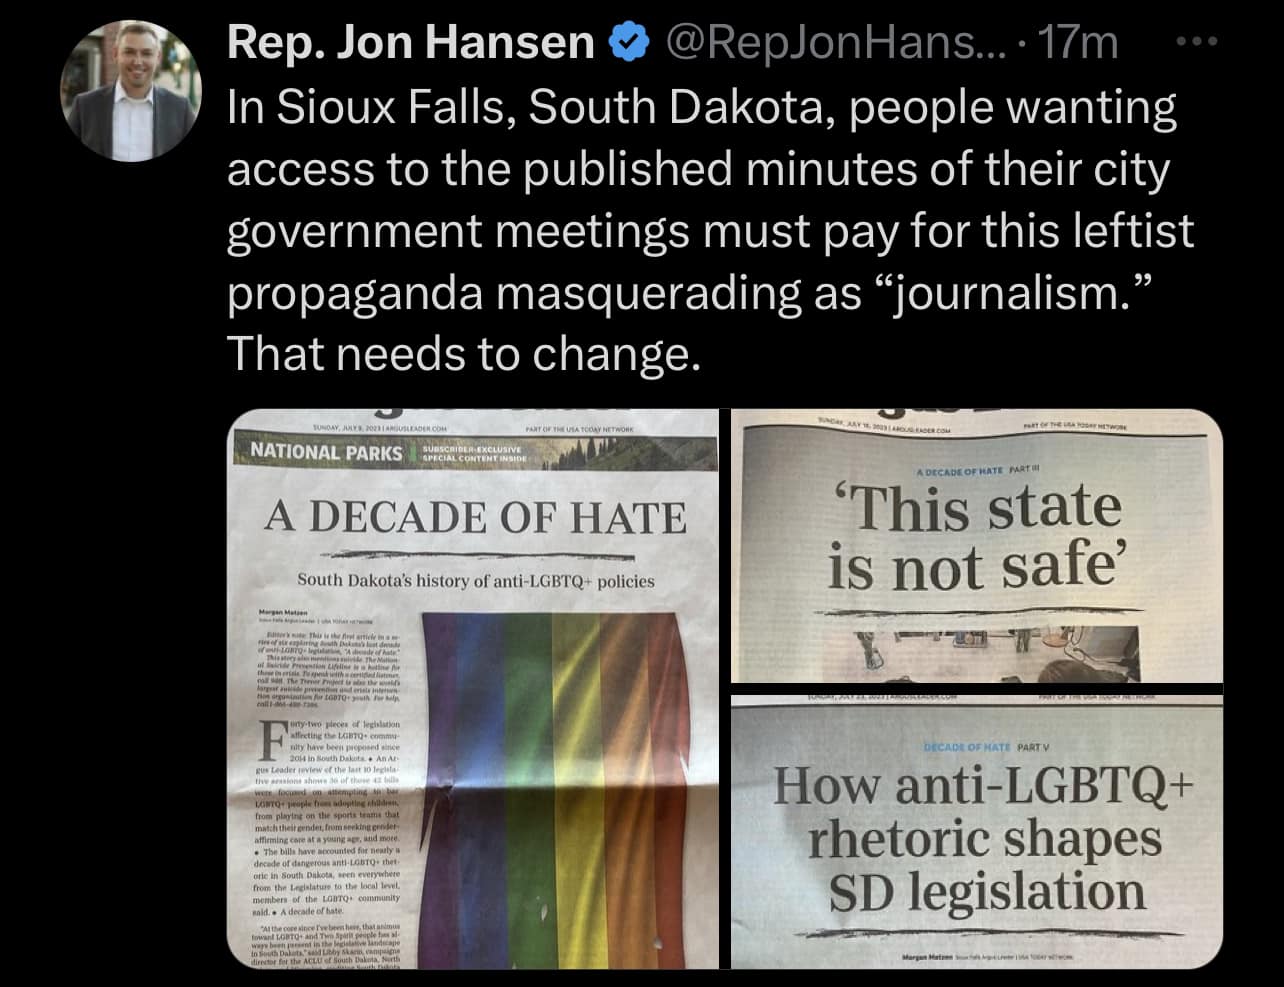 Rep. Jon Hansen @RepJonHans... · 17m
In Sioux Falls, South Dakota, people wanting
access to the published minutes of their city
government meetings must pay for this leftist
propaganda masquerading as “journalism.”
That needs to change.
SUNDAY, JULY 9, 2023 | ARGUSLEADER.COM
PART OF THE USA TODAY NETWORK
NATIONAL PARKS
SUBSCRIBER-EXCLUSIVE
SPECIAL CONTENT INSIDE
A DECADE OF HATE
South Dakota's history of anti-LGBTQ+ policies
Morgan Matzen
Sioux Falls Argus Leader | USA TODAY NETWORK
Editor's note: This is the first article in a se-
ries of six exploring South Dakota's last decade
of anti-LGBTQ+ legislation, "A decade of hate."
This story also mentions suicide. The Nation-
al Suicide Prevention Lifeline is a hotline for
those in crisis. To speak with a certified listener,
call 988. The Trevor Project is also the world's
largest suicide prevention and crisis interven-
tion organization for LGBTQ+ youth. For help,
call 1-866-488-7386.
Forty-two pieces of legislation
affecting the LGBTQ+ commu-
nity have been proposed since
2014 in South Dakota. • An Ar-
gus Leader review of the last 10 legisla-
tive sessions shows 36 of those 42 bills
were focused on attempting to bar
LGBTQ+ people from adopting children,
from playing on the sports teams that
match their gender, from seeking gender-
affirming care at a young age, and more.
• The bills have accounted for nearly a
decade of dangerous anti-LGBTQ+ rhet-
oric in South Dakota, seen everywhere
from the Legislature to the local level,
members of the LGBTQ+ community
said. • A decade of hate.
"At the core since I've been here, that animus
toward LGBTQ+ and Two Spirit people has al-
ways been present in the legislative landscape
in South Dakota," said Libby Skarin, campaigns
director for the ACLU of South Dakota, North
SUNDAY, JULY 16, 2023 | ARGUSLEADER.COM
PART OF THE USA TODAY NETWORK
A DECADE OF HATE PART III
‘This state
is not safe’
SUNDAY, JULY 23, 2023 | ARGUSLEADER.COM
PART OF THE USA TODAY NETWORK
DECADE OF HATE PART V
How anti-LGBTQ+
rhetoric shapes
SD legislation
Morgan Matzen Sioux Falls Argus Leader | USA TODAY NETWORK